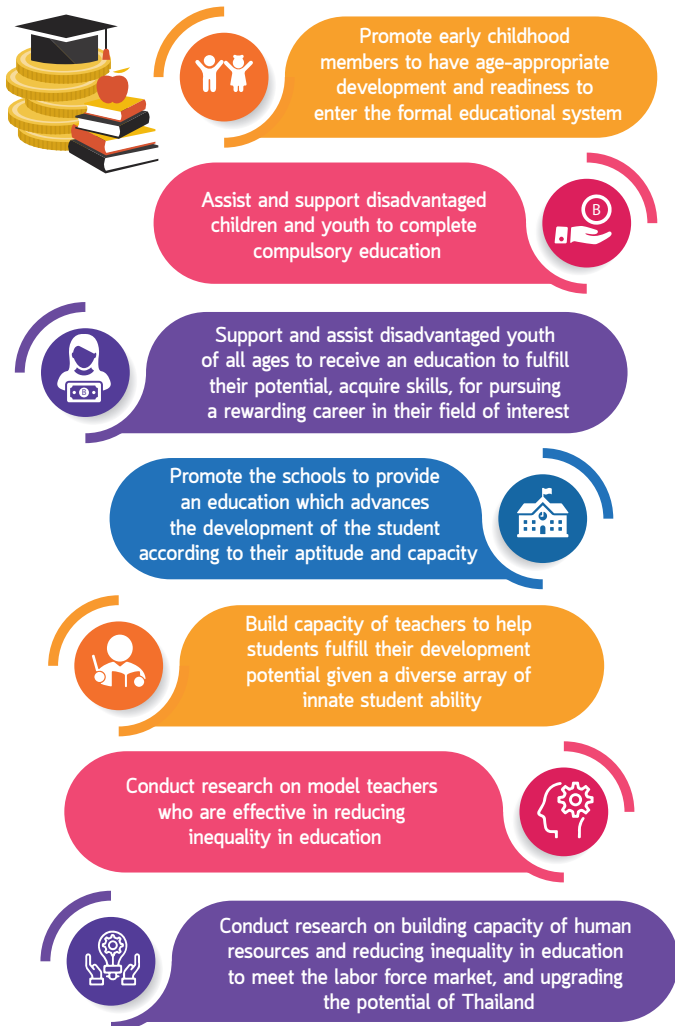 Promote early childhood
members to have age-appropriate
development and readiness to
enter the formal educational system
Assist and support disadvantaged
children and youth to complete
compulsory education
B
Support and assist disadvantaged youth
of all ages to receive an education to fulfill
their potential, acquire skills, for pursuing
a rewarding career in their field of interest
B
Promote the schools to provide
an education which advances
the development of the student
according to their aptitude and capacity
Build capacity of teachers to help
students fulfill their development
potential given a diverse array of
innate student ability
Conduct research on model teachers
who are effective in reducing
inequality in education
Conduct research on building capacity of human
resources and reducing inequality in education
to meet the labor force market, and upgrading
the potential of Thailand